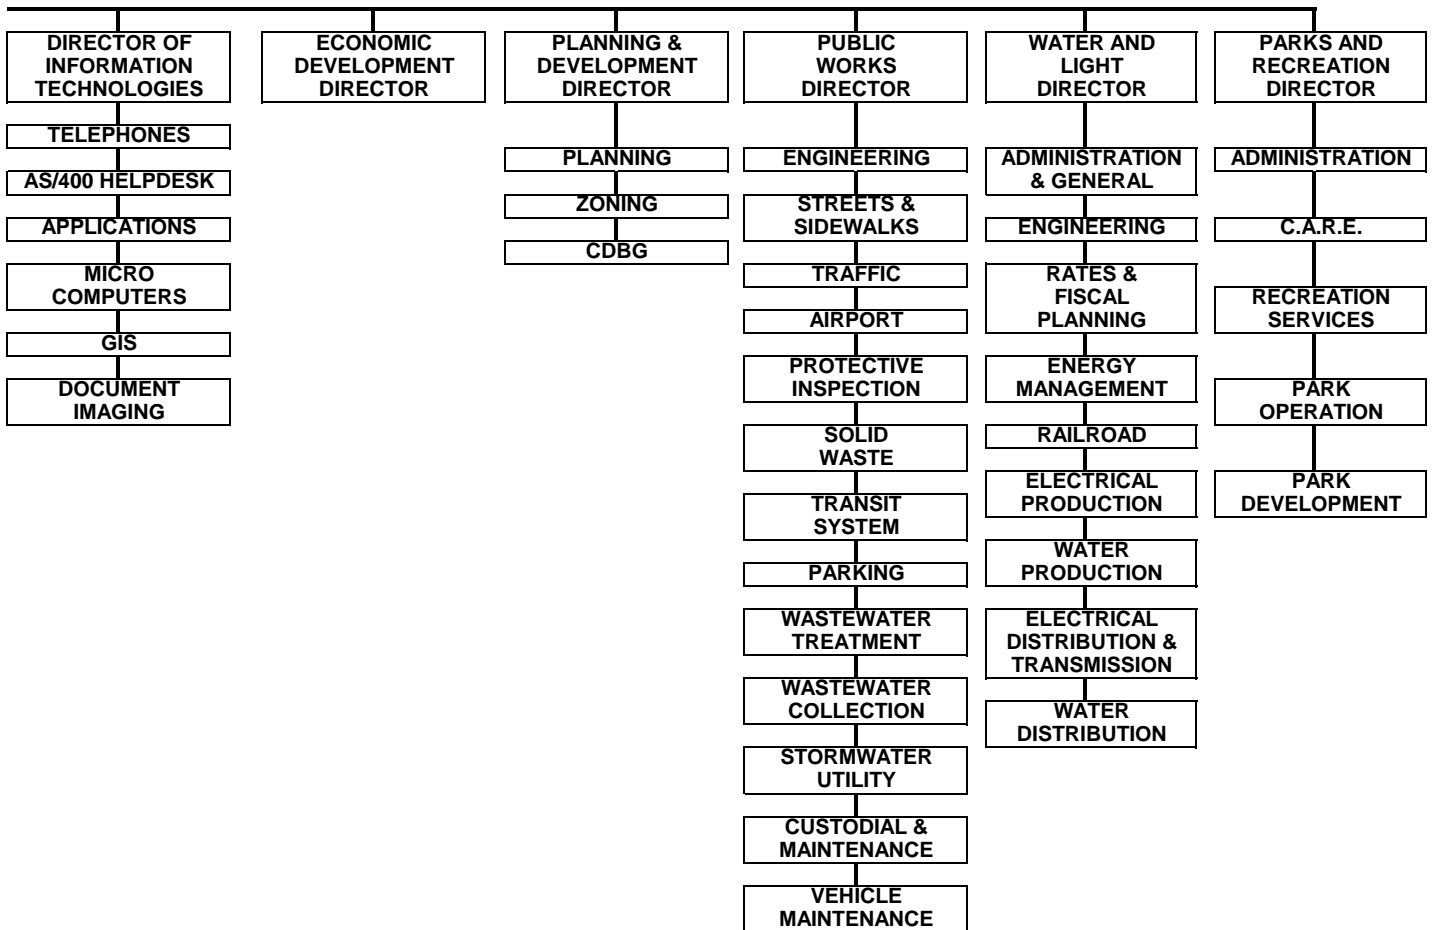 DIRECTOR OF
INFORMATION
TECHNOLOGIES
TELEPHONES
AS/400 HELPDESK
APPLICATIONS
MICRO
COMPUTERS
GIS
DOCUMENT
IMAGING
ECONOMIC
DEVELOPMENT
DIRECTOR
PLANNING &
DEVELOPMENT
DIRECTOR
PLANNING
ZONING
CDBG
PUBLIC
WORKS
DIRECTOR
ENGINEERING
STREETS &
SIDEWALKS
TRAFFIC
AIRPORT
PROTECTIVE
INSPECTION
SOLID
WASTE
TRANSIT
SYSTEM
PARKING
WASTEWATER
TREATMENT
WASTEWATER
COLLECTION
STORMWATER
UTILITY
CUSTODIAL &
MAINTENANCE
VEHICLE
MAINTENANCE
WATER AND
LIGHT
DIRECTOR
ADMINISTRATION
& GENERAL
ENGINEERING
RATES &
FISCAL
PLANNING
ENERGY
MANAGEMENT
RAILROAD
ELECTRICAL
PRODUCTION
WATER
PRODUCTION
ELECTRICAL
DISTRIBUTION &
TRANSMISSION
WATER
DISTRIBUTION
PARKS AND
RECREATION
DIRECTOR
ADMINISTRATION
C.A.R.E.
RECREATION
SERVICES
PARK
OPERATION
PARK
DEVELOPMENT